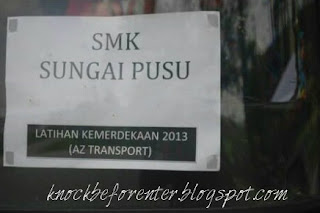 SMK
SUNGAI PUSU
LATIHAN KEMERDEKAAN 2013
(AZ TRANSPORT)
knockbeforenter.blogspot.com